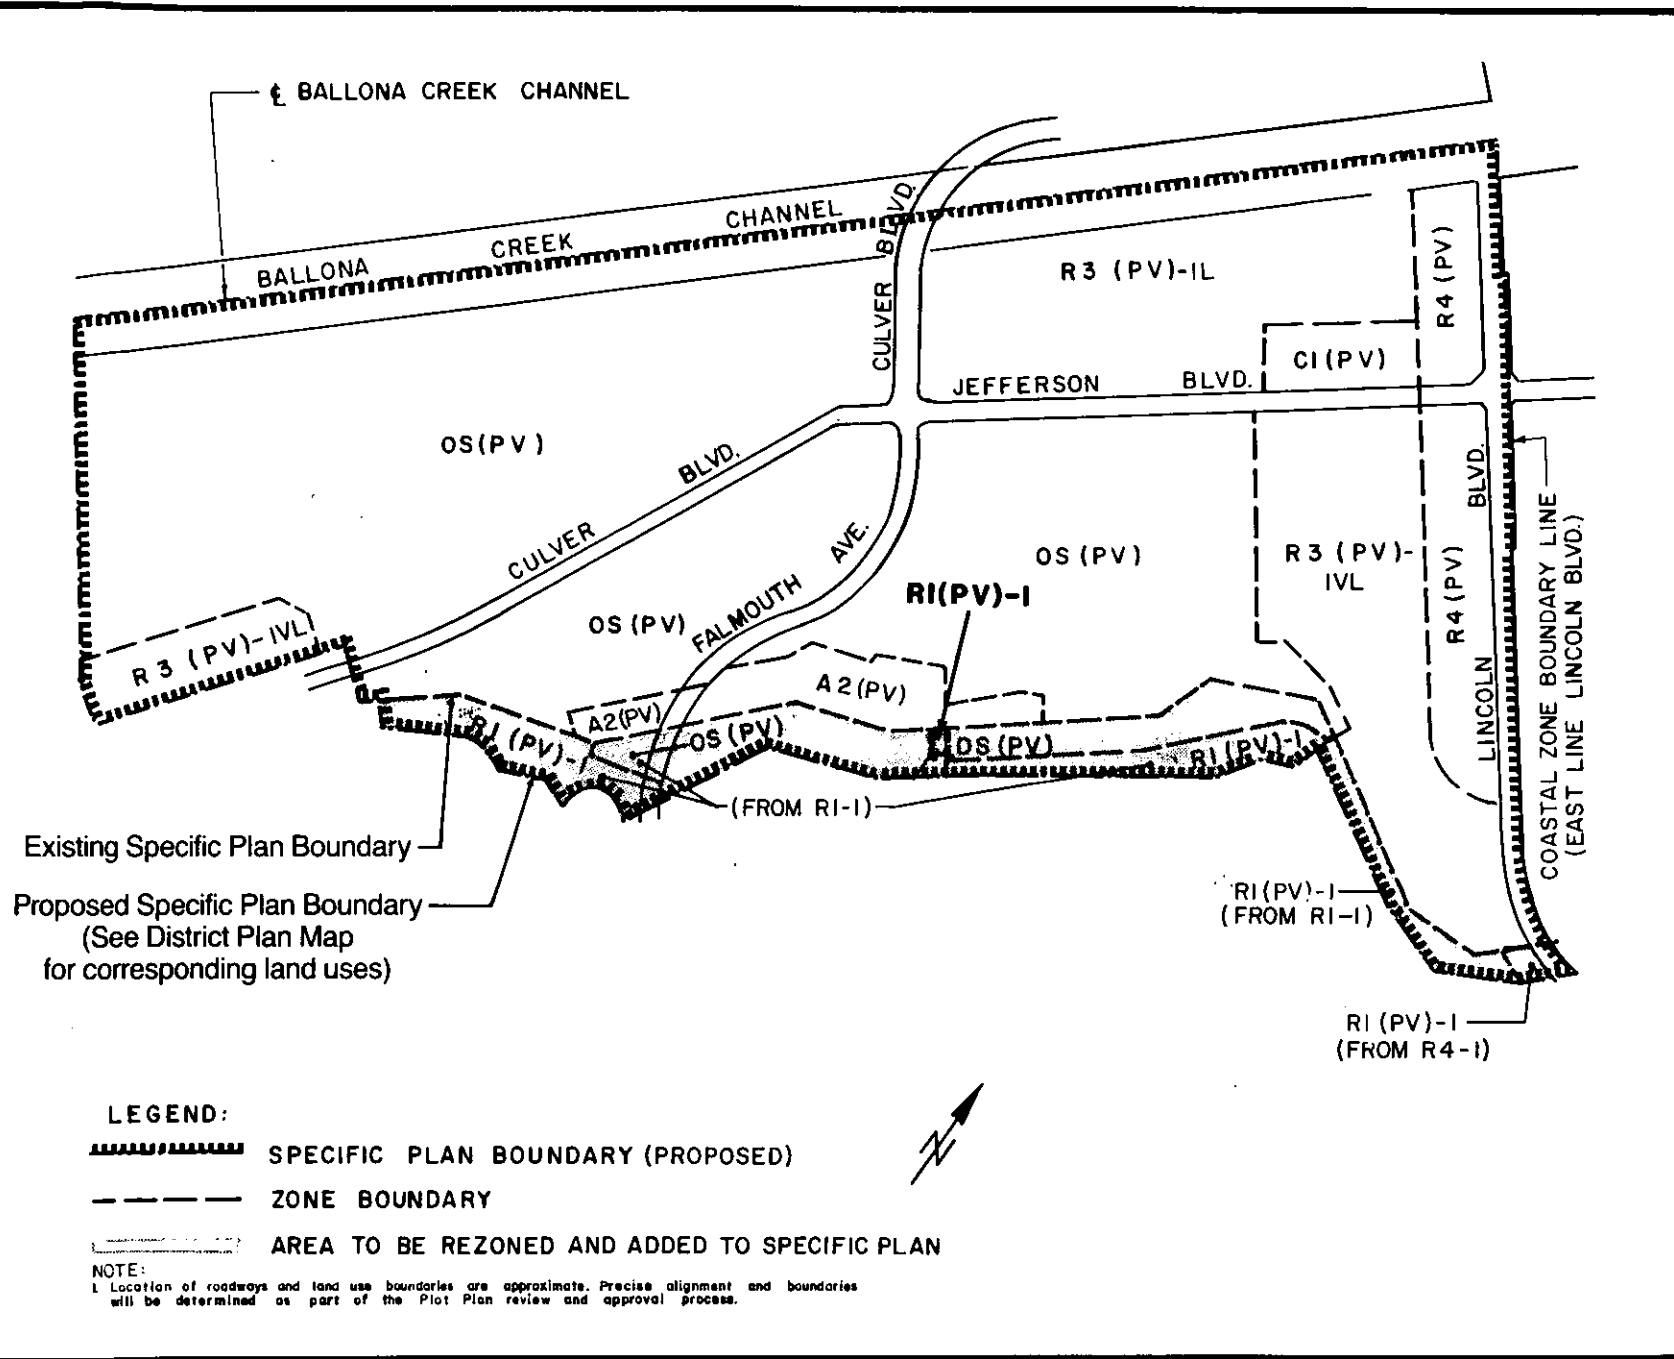 ℄ BALLONA CREEK CHANNEL
BALLONA CREEK CHANNEL
CULVER BLVD.
R3 (PV)-IL
R4 (PV)
C1(PV)
JEFFERSON BLVD.
OS(PV)
CULVER BLVD.
OS(PV)
R3 (PV)-
IVL
R4(PV)
LINCOLN BLVD.
COASTAL ZONE BOUNDARY LINE
(EAST LINE LINCOLN BLVD.)
RI(PV)-I
OS(PV)
FALMOUTH AVE.
R3 (PV)-IVL
A2(PV)
A2(PV)
RI (PV)-I
OS(PV)
OS(PV)
RI(PV)-I
(FROM RI-I)
Existing Specific Plan Boundary
Proposed Specific Plan Boundary
(See District Plan Map
for corresponding land uses)
RI(PV)-I
(FROM RI-I)
RI(PV)-I
(FROM R4-I)
N
LEGEND:
SPECIFIC PLAN BOUNDARY (PROPOSED)
ZONE BOUNDARY
AREA TO BE REZONED AND ADDED TO SPECIFIC PLAN
NOTE:
1. Location of roadways and land use boundaries are approximate. Precise alignment and boundaries
will be determined as part of the Plot Plan review and approval process.